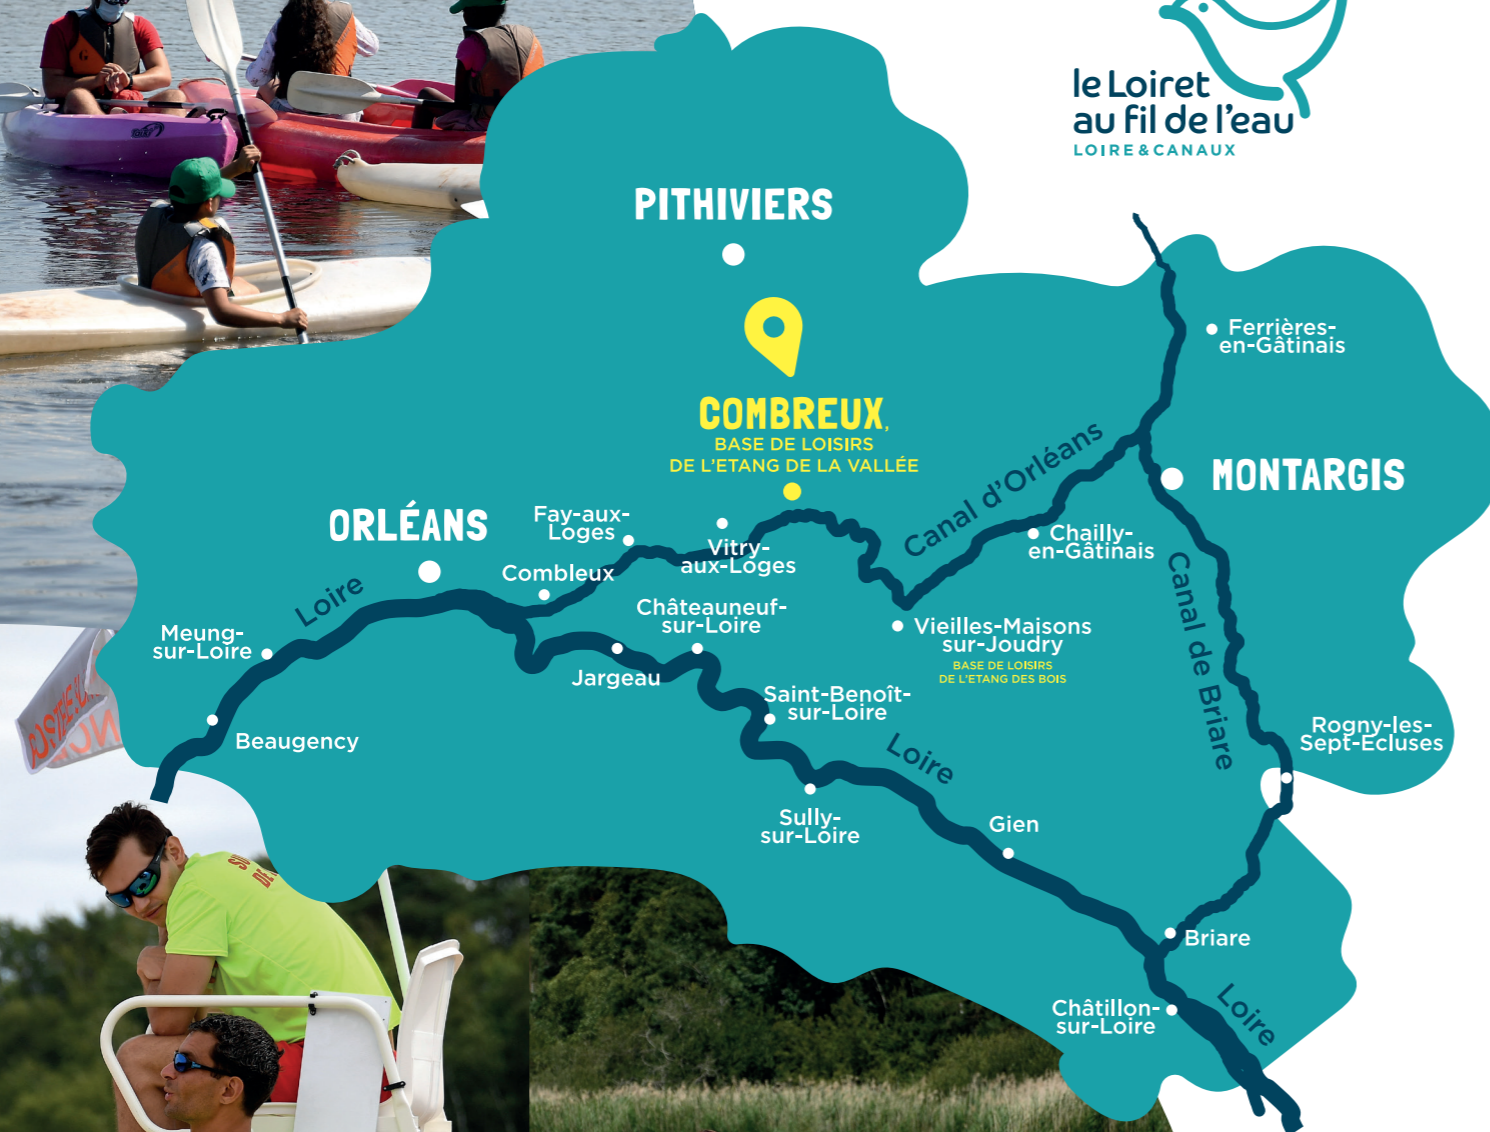 le Loiret
au fil de l'eau
LOIRE & CANAUX
PITHIVIERS
Ferrières-
en-Gâtinais
COMBREUX,
BASE DE LOISIRS
DE L'ETANG DE LA VALLÉE
Canal d'Orléans
MONTARGIS
ORLÉANS
Fay-aux-
Loges
Vitry-
aux-Loges
Chailly-
en-Gâtinais
Combleux
Loire
Châteauneuf-
sur-Loire
Canal de Briare
Meung-
sur-Loire
Vieilles-Maisons
sur-Joudry
BASE DE LOISIRS
DE L'ETANG DES BOIS
Jargeau
Saint-Benoît-
sur-Loire
Beaugency
Loire
Rogny-les-
Sept-Ecluses
Sully-
sur-Loire
Gien
Briare
Châtillon-
sur-Loire
Loire